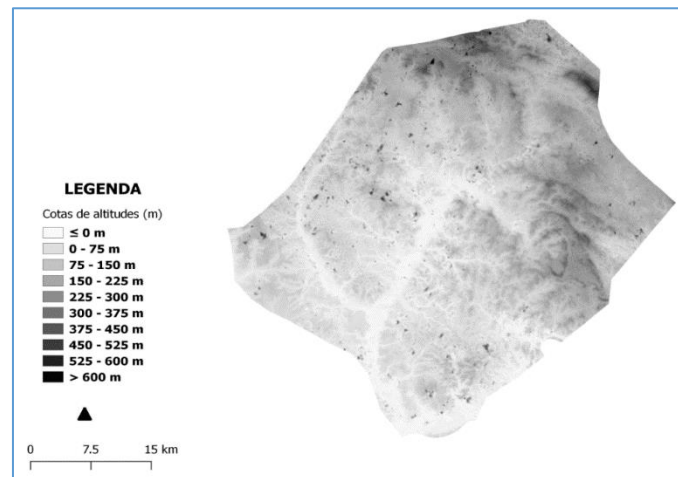 LEGENDA
Cotas de altitudes (m)
≤ 0 m
0 - 75 m
75 - 150 m
150 - 225 m
225 - 300 m
300 - 375 m
375 - 450 m
450 - 525 m
525 - 600 m
> 600 m
0 7.5 15 km